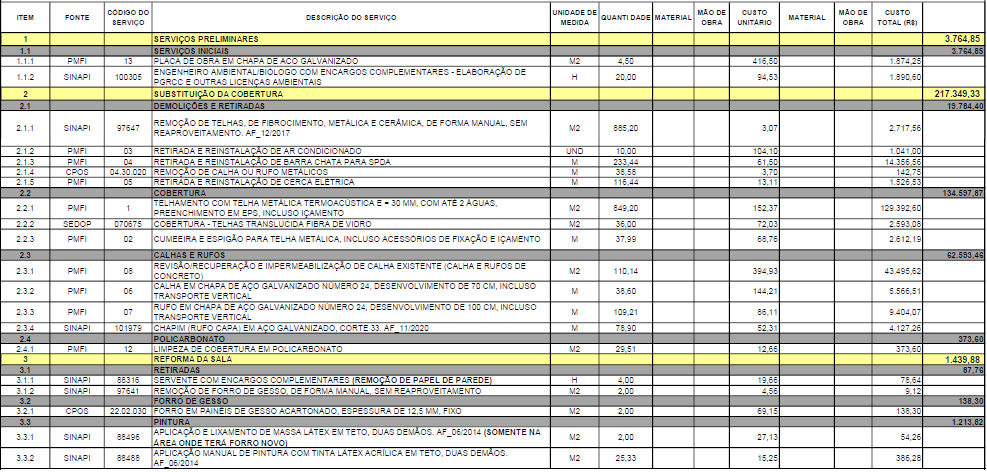 ITEM FONTE CÓDIGO DO SERVIÇO DESCRIÇÃO DO SERVIÇO UNIDADE DE MEDIDA QUANTI DADE MATERIAL MÃO DE OBRA CUSTO UNITÁRIO MATERIAL MÃO DE OBRA CUSTO TOTAL (R$)
1 SERVIÇOS PRELIMINARES 3.764,85
1.1 SERVIÇOS INICIAIS 3.764,85
1.1.1 PMFI 13 PLACA DE OBRA EM CHAPA DE ACO GALVANIZADO M2 4,50 416,50 1.874,25
1.1.2 SINAPI 100305 ENGENHEIRO AMBIENTAL/BIÓLOGO COM ENCARGOS COMPLEMENTARES - ELABORAÇÃO DE H 20,00 94,53 1.890,60
PGRCC E OUTRAS LICENÇAS AMBIENTAIS
2 SUBSTITUIÇÃO DA COBERTURA 217.349,33
2.1 DEMOLIÇÕES E RETIRADAS 19.784,40
2.1.1 SINAPI 97647 REMOÇÃO DE TELHAS, DE FIBROCIMENTO, METÁLICA E CERÂMICA, DE FORMA MANUAL, SEM M2 885,20 3,07 2.717,56
REAPROVEITAMENTO. AF_12/2017
2.1.2 PMFI 03 RETIRADA E REINSTALAÇÃO DE AR CONDICIONADO UND 10,00 104,10 1.041,00
2.1.3 PMFI 04 RETIRADA E REINSTALAÇÃO DE BARRA CHATA PARA SPDA M 233,44 61,50 14.356,56
2.1.4 CPOS 04.30.020 REMOÇÃO DE CALHA OU RUFO METÁLICOS M 38,58 3,70 142,75
2.1.5 PMFI 05 RETIRADA E REINSTALAÇÃO DE CERCA ELÉTRICA M 116,44 13,11 1.526,53
2.2 COBERTURA 134.597,87
2.2.1 PMFI 1 TELHAMENTO COM TELHA METÁLICA TERMOACÚSTICA E = 30 MM, COM ATÉ 2 ÁGUAS, M2 849,20 152,37 129.392,60
PREENCHIMENTO EM EPS, INCLUSO IÇAMENTO
2.2.2 SEDOP 070675 COBERTURA - TELHAS TRANSLUCIDA FIBRA DE VIDRO M2 36,00 72,03 2.593,08
2.2.3 PMFI 02 CUMEEIRA E ESPIGÃO PARA TELHA METÁLICA, INCLUSO ACESSÓRIOS DE FIXAÇÃO E IÇAMENTO M 37,99 68,76 2.612,19
2.3 CALHAS E RUFOS 62.593,46
2.3.1 PMFI 08 REVISÃO/RECUPERAÇÃO E IMPERMEABILIZAÇÃO DE CALHA EXISTENTE (CALHA E RUFOS DE M2 110,14 394,93 43.495,62
CONCRETO)
2.3.2 PMFI 06 CALHA EM CHAPA DE AÇO GALVANIZADO NÚMERO 24, DESENVOLVIMENTO DE 70 CM, INCLUSO M 38,60 144,21 5.566,51
TRANSPORTE VERTICAL
2.3.3 PMFI 07 RUFO EM CHAPA DE AÇO GALVANIZADO NÚMERO 24, DESENVOLVIMENTO DE 100 CM, INCLUSO M 109,21 86,11 9.404,07
TRANSPORTE VERTICAL
2.3.4 SINAPI 101979 CHAPIM (RUFO CAPA) EM AÇO GALVANIZADO, CORTE 33. AF_11/2020 M 78,90 52,31 4.127,26
2.4 POLICARBONATO 373,60
2.4.1 PMFI 12 LIMPEZA DE COBERTURA EM POLICARBONATO M2 29,51 12,66 373,60
3 REFORMA DA SALA 1.439,88
3.1 RETIRADAS 87,76
3.1.1 SINAPI 88316 SERVENTE COM ENCARGOS COMPLEMENTARES (REMOÇÃO DE PAPEL DE PAREDE) H 4,00 19,66 78,64
3.1.2 SINAPI 97641 REMOÇÃO DE FORRO DE GESSO, DE FORMA MANUAL, SEM REAPROVEITAMENTO M2 2,00 4,56 9,12
3.2 FORRO DE GESSO 138,30
3.2.1 CPOS 22.02.030 FORRO EM PAINÉIS DE GESSO ACARTONADO, ESPESSURA DE 12,5 MM, FIXO M2 2,00 69,15 138,30
3.3 PINTURA 1.213,82
3.3.1 SINAPI 88496 APLICAÇÃO E LIXAMENTO DE MASSA LÁTEX EM TETO, DUAS DEMÃOS. AF_06/2014 (SOMENTE NA M2 2,00 27,13 54,26
ÁREA ONDE TERÁ FORRO NOVO)
3.3.2 SINAPI 88488 APLICAÇÃO MANUAL DE PINTURA COM TINTA LÁTEX ACRÍLICA EM TETO, DUAS DEMÃOS. M2 25,33 15,25 386,28
AF_06/2014